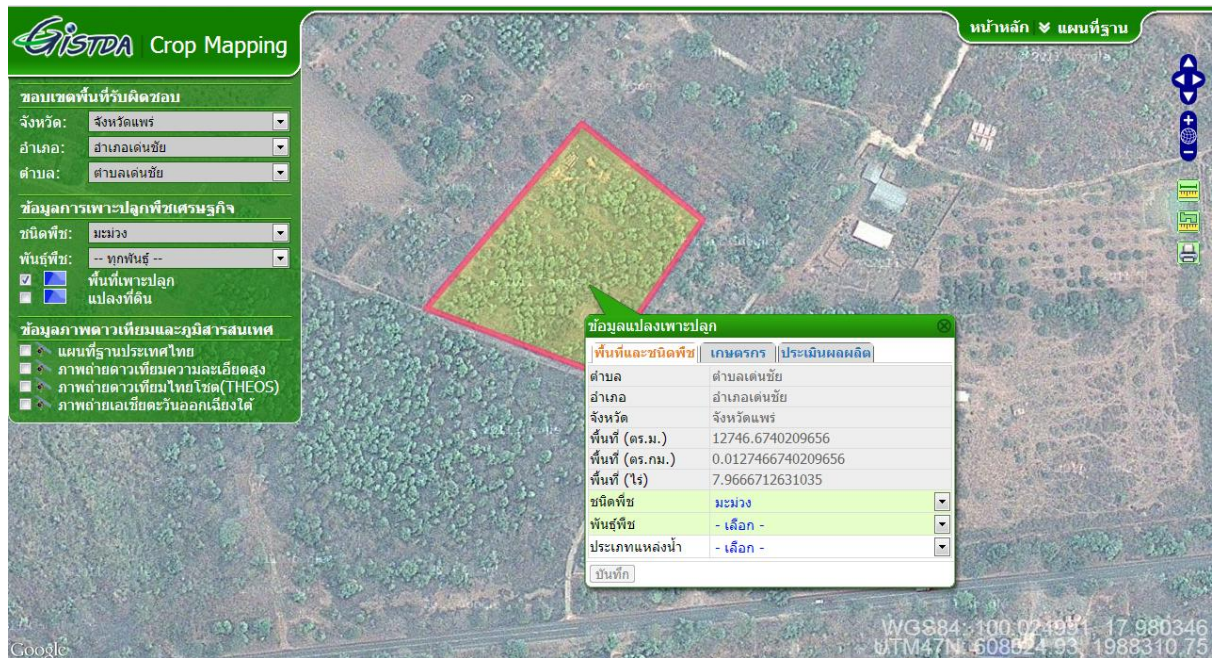 GISTDA Crop Mapping
หน้าหลัก แผนที่ฐาน
ขอบเขตพื้นที่รับผิดชอบ
จังหวัด: จังหวัดแพร่
อำเภอ: อำเภอเด่นชัย
ตำบล: ตำบลเด่นชัย
ข้อมูลการเพาะปลูกพืชเศรษฐกิจ
ชนิดพืช: มะม่วง
พันธุ์พืช: -- ทุกพันธุ์ --
พื้นที่เพาะปลูก
แปลงที่ดิน
ข้อมูลภาพดาวเทียมและภูมิสารสนเทศ
แผนที่ฐานประเทศไทย
ภาพถ่ายดาวเทียมความละเอียดสูง
ภาพถ่ายดาวเทียมไทยโชต(THEOS)
ภาพถ่ายเอเชียตะวันออกเฉียงใต้
ข้อมูลแปลงเพาะปลูก
พื้นที่และชนิดพืช เกษตรกร ประเมินผลผลิต
ตำบล ตำบลเด่นชัย
อำเภอ อำเภอเด่นชัย
จังหวัด จังหวัดแพร่
พื้นที่ (ตร.ม.) 12746.6740209656
พื้นที่ (ตร.กม.) 0.0127466740209656
พื้นที่ (ไร่) 7.9666712631035
ชนิดพืช มะม่วง
พันธุ์พืช - เลือก -
ประเภทแหล่งน้ำ - เลือก -
บันทึก
Google
WGS84: 17.980346
UTM47N: 1988310.75